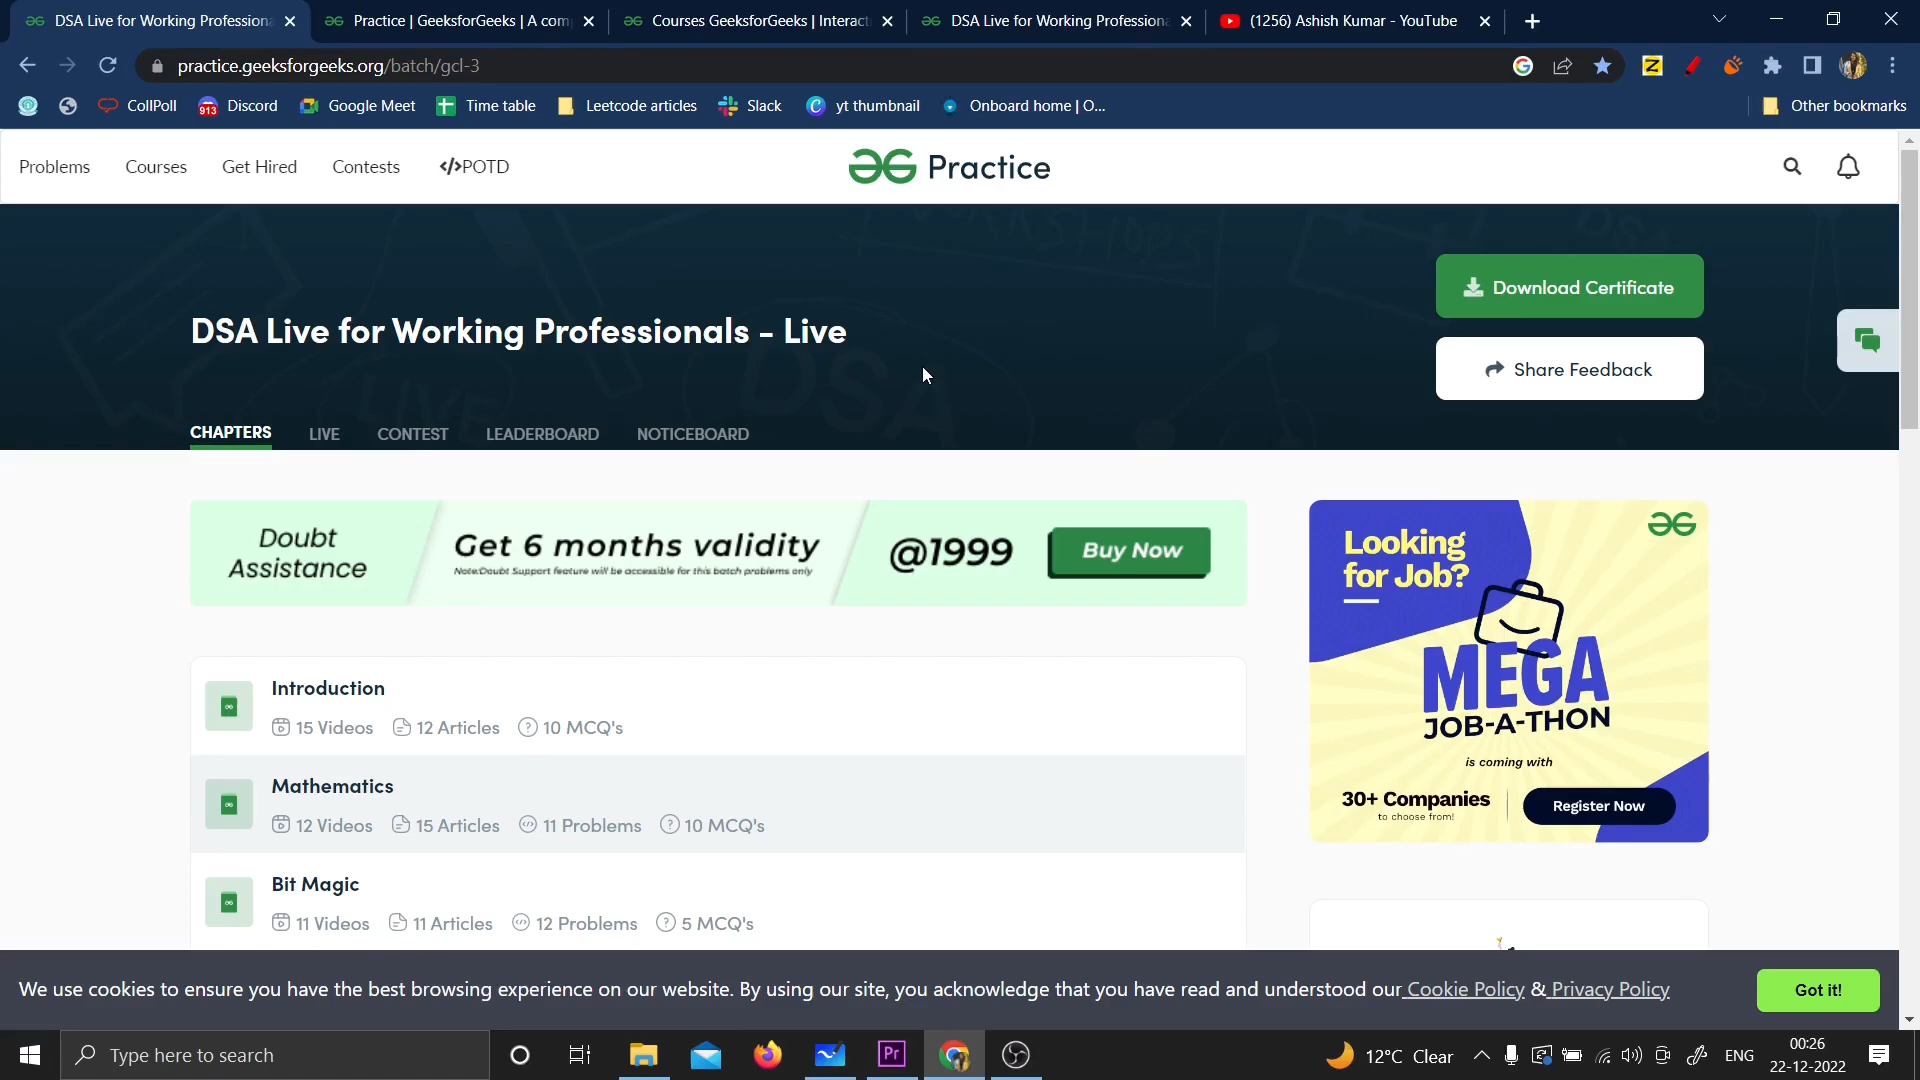 DSA Live for Working Professiona
Practice | GeeksforGeeks | A com
Courses GeeksforGeeks | Interact
DSA Live for Working Professiona
(1256) Ashish Kumar - YouTube
practice.geeksforgeeks.org/batch/gcl-3
CollPoll
913
Discord
Google Meet
Time table
Leetcode articles
Slack
yt thumbnail
Onboard home | O...
Other bookmarks
Problems
Courses
Get Hired
Contests
</>POTD
Practice
DSA Live for Working Professionals - Live
Download Certificate
Share Feedback
CHAPTERS
LIVE
CONTEST
LEADERBOARD
NOTICEBOARD
Doubt
Assistance
Get 6 months validity
Note:Doubt Support feature will be accessible for this batch problems only
@1999
Buy Now
Looking
for Job?
MEGA
JOB-A-THON
is coming with
30+ Companies
to choose from!
Register Now
Introduction
15 Videos 12 Articles 10 MCQ's
Mathematics
12 Videos 15 Articles 11 Problems 10 MCQ's
Bit Magic
11 Videos 11 Articles 12 Problems 5 MCQ's
We use cookies to ensure you have the best browsing experience on our website. By using our site, you acknowledge that you have read and understood our Cookie Policy & Privacy Policy
Got it!
Type here to search
Pr
12°C Clear
ENG
00:26
22-12-2022